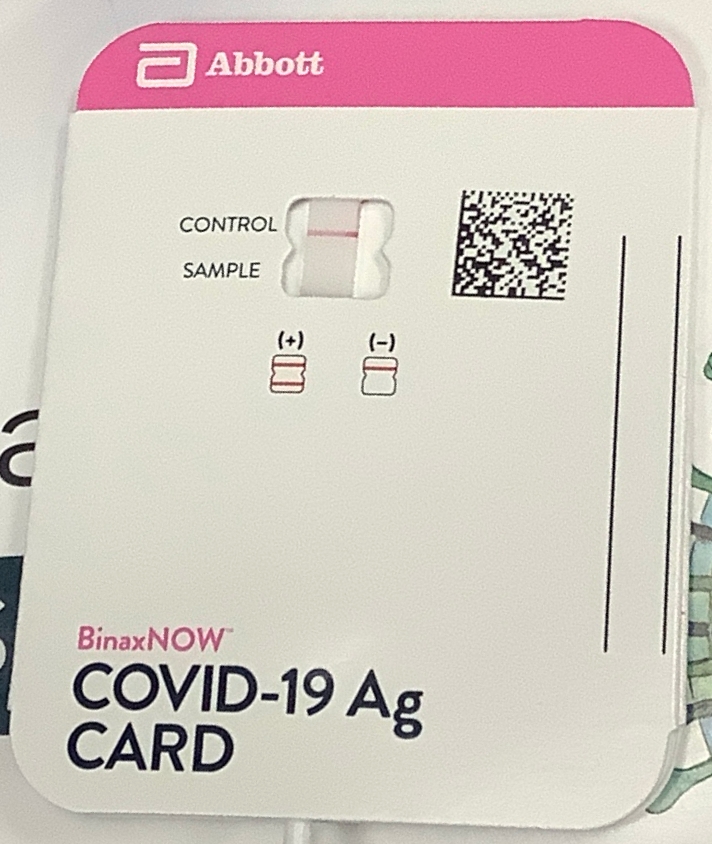 Abbott
CONTROL
SAMPLE
(+) (-)
BinaxNOW™
COVID-19 Ag
CARD
a